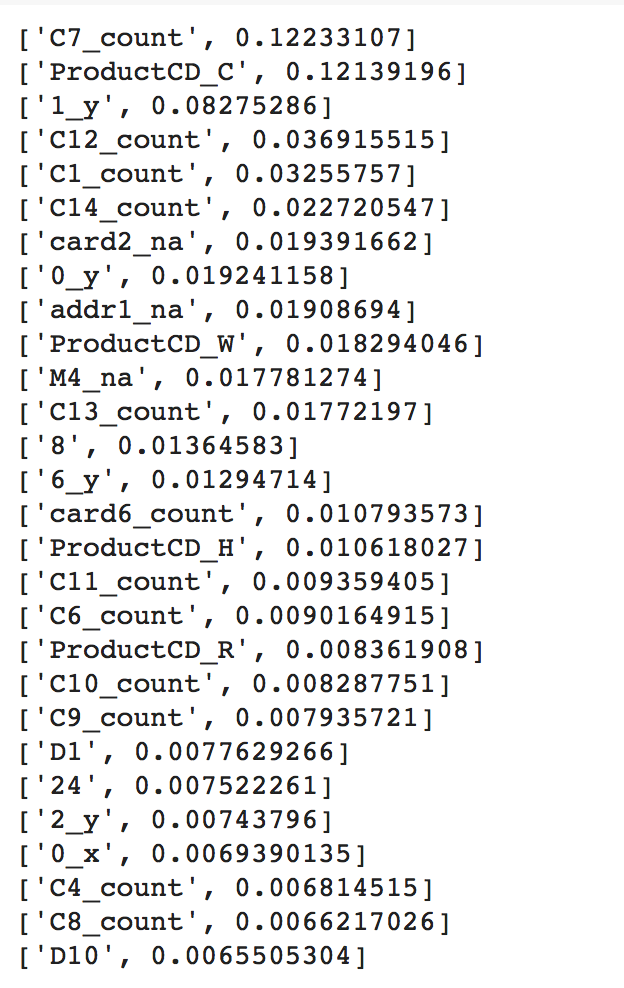 ['C7_count', 0.12233107]
['ProductCD_C', 0.12139196]
['1_y', 0.08275286]
['C12_count', 0.036915515]
['C1_count', 0.03255757]
['C14_count', 0.022720547]
['card2_na', 0.019391662]
['0_y', 0.019241158]
['addr1_na', 0.01908694]
['ProductCD_W', 0.018294046]
['M4_na', 0.017781274]
['C13_count', 0.01772197]
['8', 0.01364583]
['6_y', 0.01294714]
['card6_count', 0.010793573]
['ProductCD_H', 0.010618027]
['C11_count', 0.009359405]
['C6_count', 0.0090164915]
['ProductCD_R', 0.008361908]
['C10_count', 0.008287751]
['C9_count', 0.007935721]
['D1', 0.0077629266]
['24', 0.007522261]
['2_y', 0.00743796]
['0_x', 0.0069390135]
['C4_count', 0.006814515]
['C8_count', 0.0066217026]
['D10', 0.0065505304]